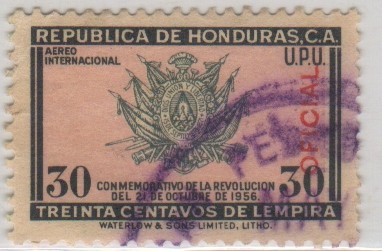 REPUBLICA DE HONDURAS, C.A.
AEREO
INTERNACIONAL
U.P.U.
OFICIAL
30
30
CONMEMORATIVO DE LA REVOLUCION
DEL 21 DE OCTUBRE DE 1956.
TREINTA CENTAVOS DE LEMPIRA
WATERLOW & SONS LIMITED, LITHO.